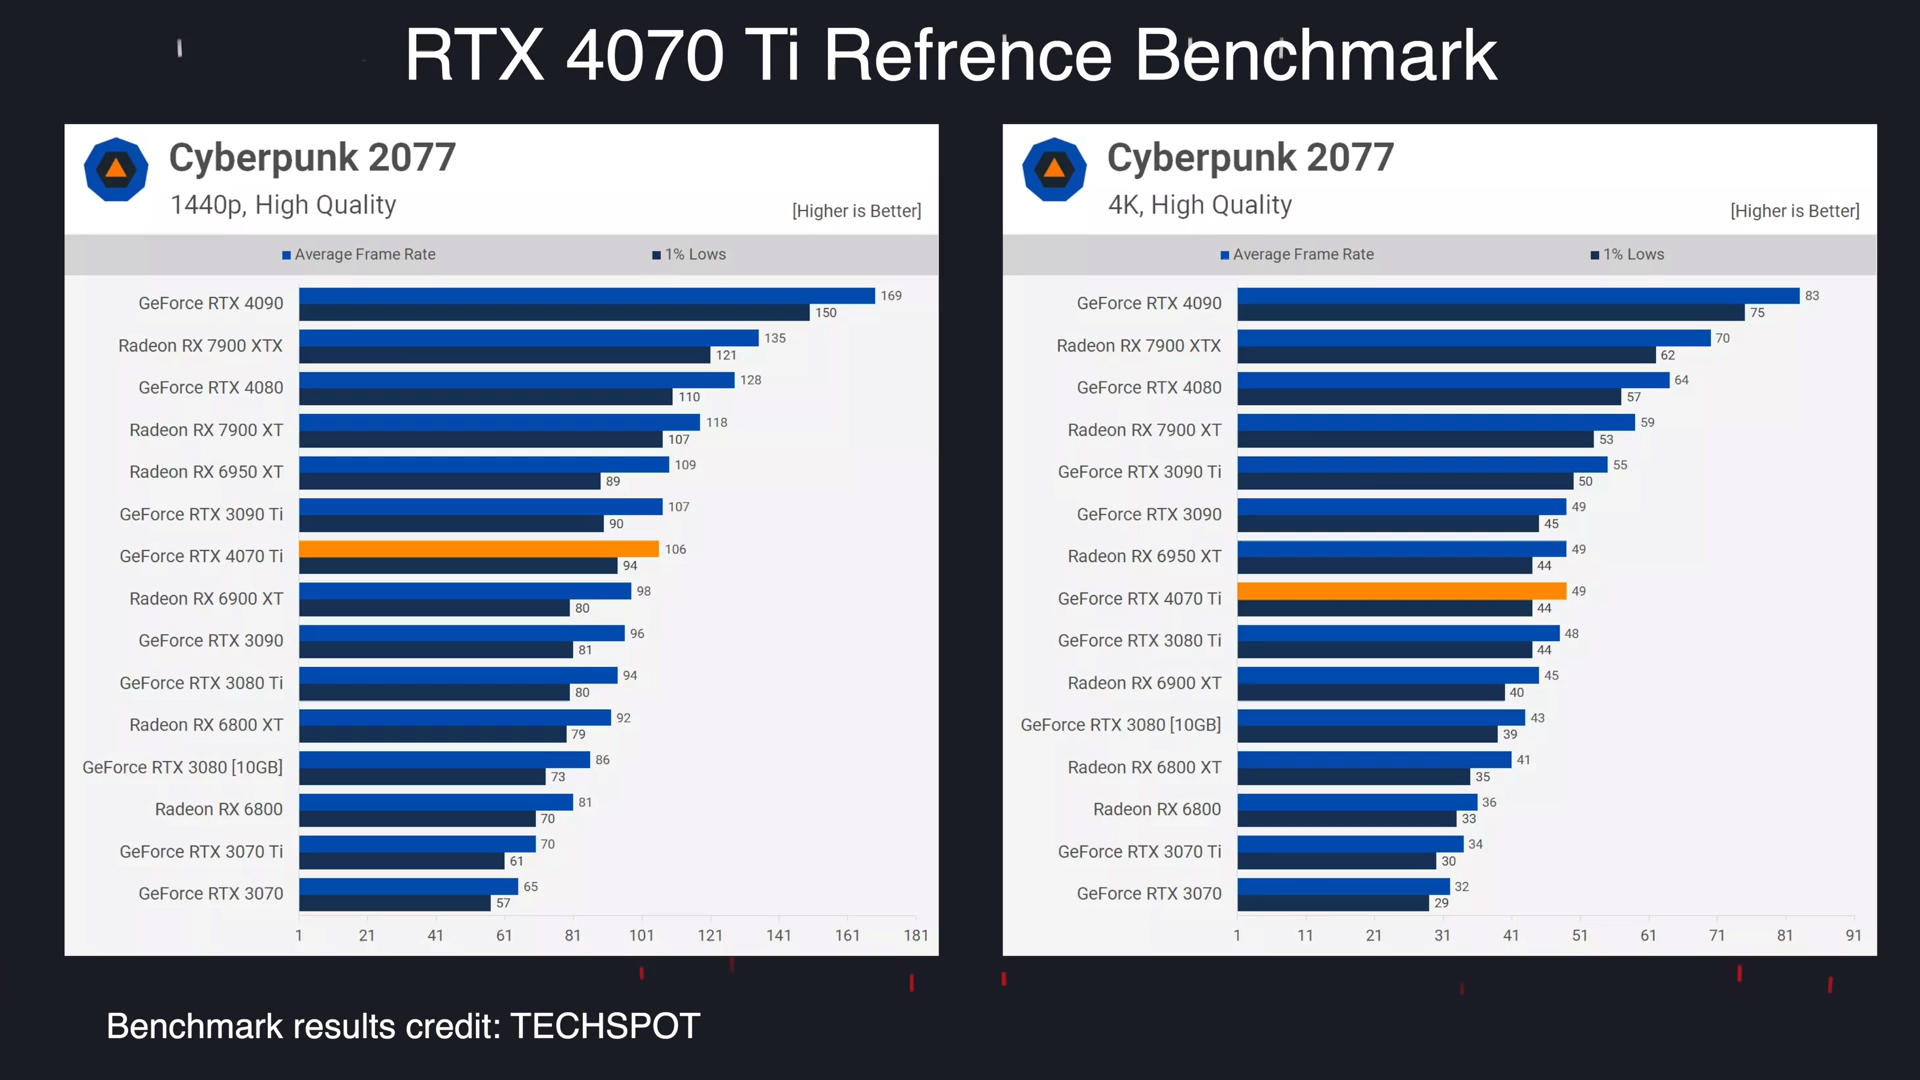 RTX 4070 Ti Refrence Benchmark
Cyberpunk 2077
1440p, High Quality
[Higher is Better]
Average Frame Rate 1% Lows
GeForce RTX 4090 169 150
Radeon RX 7900 XTX 135 121
GeForce RTX 4080 128 110
Radeon RX 7900 XT 118 107
Radeon RX 6950 XT 109 89
GeForce RTX 3090 Ti 107 90
GeForce RTX 4070 Ti 106 94
Radeon RX 6900 XT 98 80
GeForce RTX 3090 96 81
GeForce RTX 3080 Ti 94 80
Radeon RX 6800 XT 92 79
GeForce RTX 3080 [10GB] 86 73
Radeon RX 6800 81 70
GeForce RTX 3070 Ti 70 61
GeForce RTX 3070 65 57
1 21 41 61 81 101 121 141 161 181
Cyberpunk 2077
4K, High Quality
[Higher is Better]
Average Frame Rate 1% Lows
GeForce RTX 4090 83 75
Radeon RX 7900 XTX 70 62
GeForce RTX 4080 64 57
Radeon RX 7900 XT 59 53
GeForce RTX 3090 Ti 55 50
GeForce RTX 3090 49 45
Radeon RX 6950 XT 49 44
GeForce RTX 4070 Ti 49 44
GeForce RTX 3080 Ti 48 44
Radeon RX 6900 XT 45 40
GeForce RTX 3080 [10GB] 43 39
Radeon RX 6800 XT 41 35
Radeon RX 6800 36 33
GeForce RTX 3070 Ti 34 30
GeForce RTX 3070 32 29
1 11 21 31 41 51 61 71 81 91
Benchmark results credit: TECHSPOT